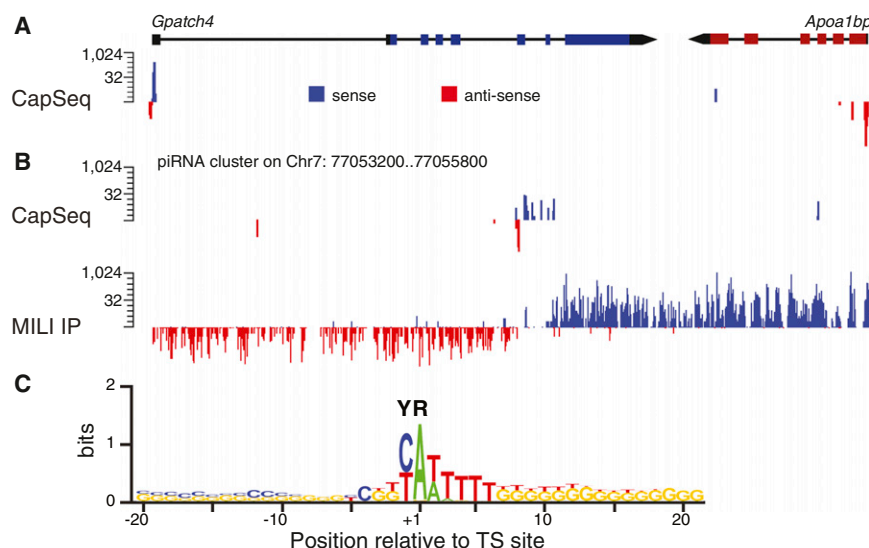 A
Gpatch4 Apoa1bp
1,024
32
CapSeq
sense anti-sense
B
piRNA cluster on Chr7: 77053200..77055800
1,024
32
CapSeq
1,024
32
MILI IP
C
2
1
0
bits
YR
-20 -10 +1 10 20
Position relative to TS site